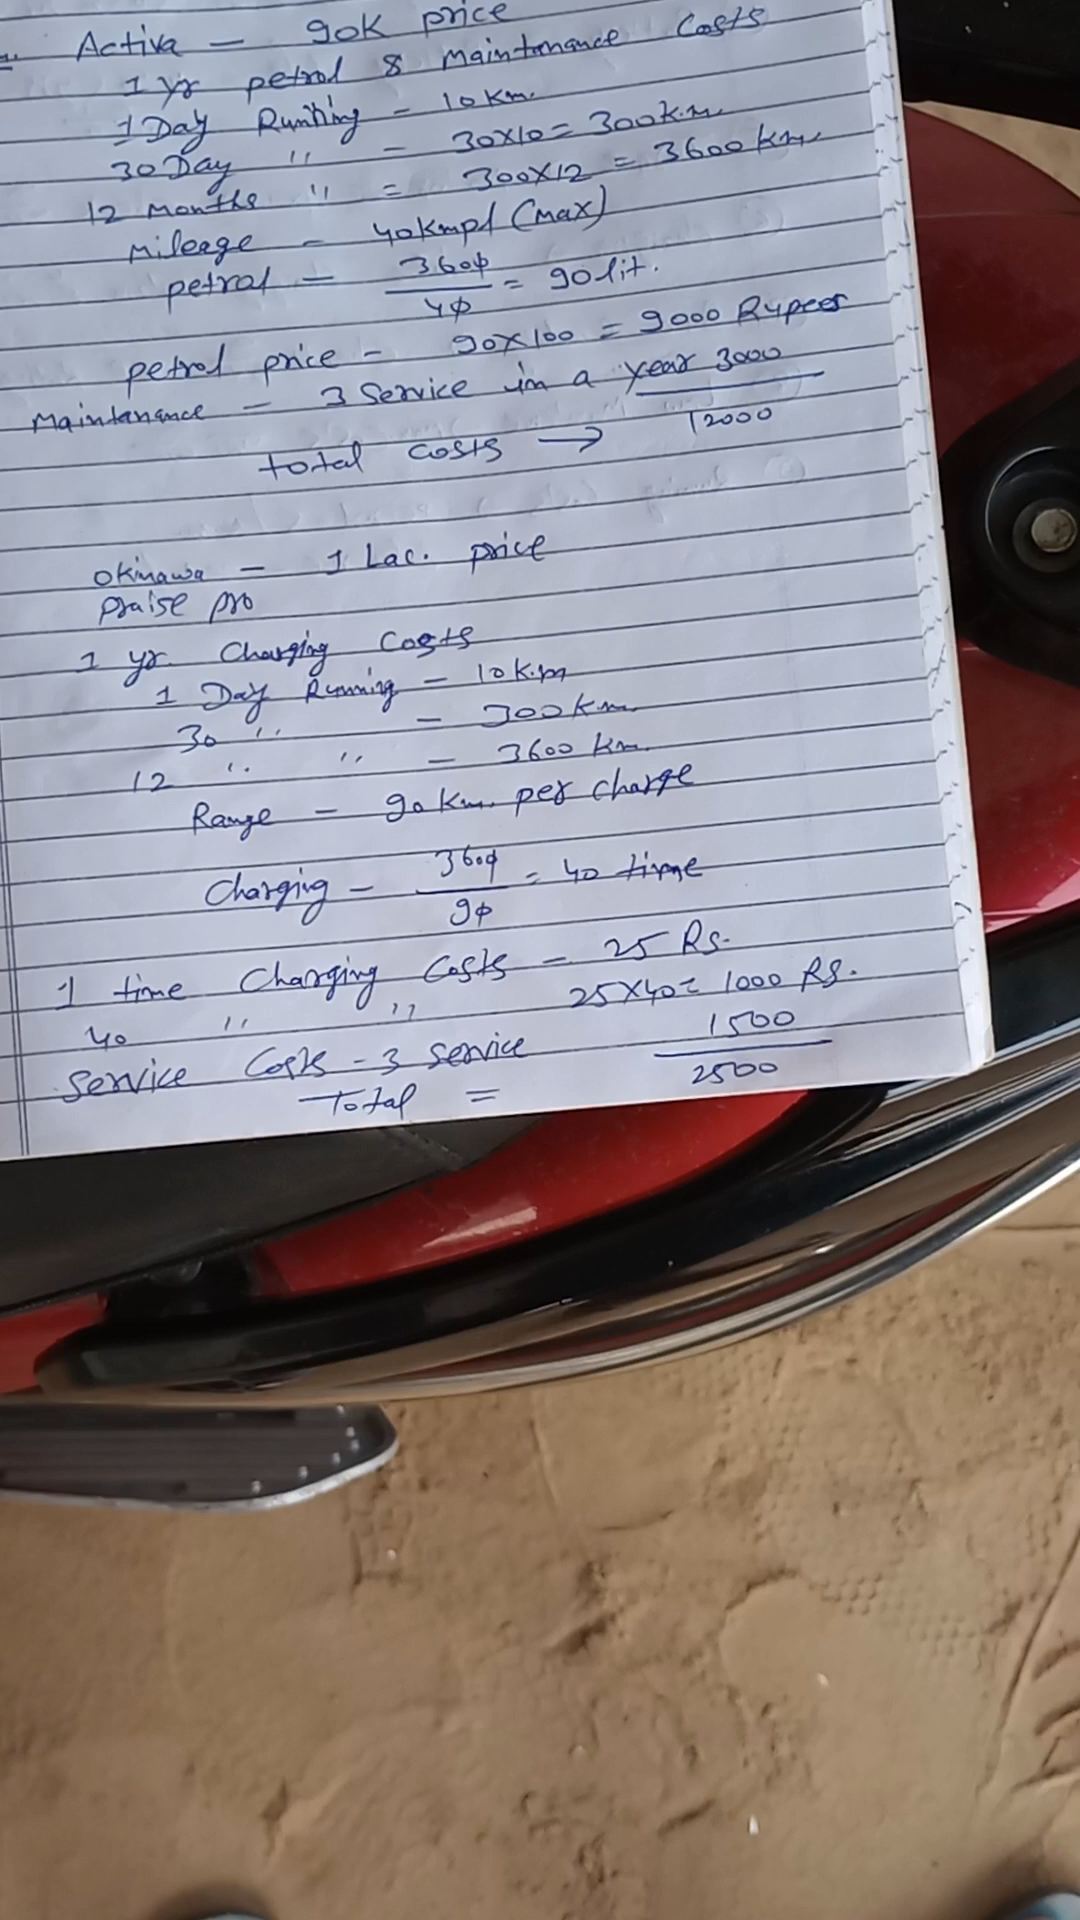 Activa - 90K price
1 yr petrol & maintenance Costs
1 Day Running - 10 Km.
30 Day " - 30x10 = 300 k.m.
12 Months " = 300x12 = 3600 km.
Mileage - 40kmpl (Max)
petrol - 3600/40 = 90 lit.
petrol price - 90x100 = 9000 Rupees
Maintanance - 3 Service in a year 3000
total costs → 12000
Okinawa - 1 Lac. price
praise pro
1 yr. Charging Costs
1 Day Running - 10 k.m
30 " " - 300 km.
12 " " - 3600 km.
Range - 90 km. per charge
Charging - 3600/90 = 40 time
1 time Charging Costs - 25 Rs.
40 " " 25x40= 1000 RS.
Service Costs - 3 service 1500
Total = 2500